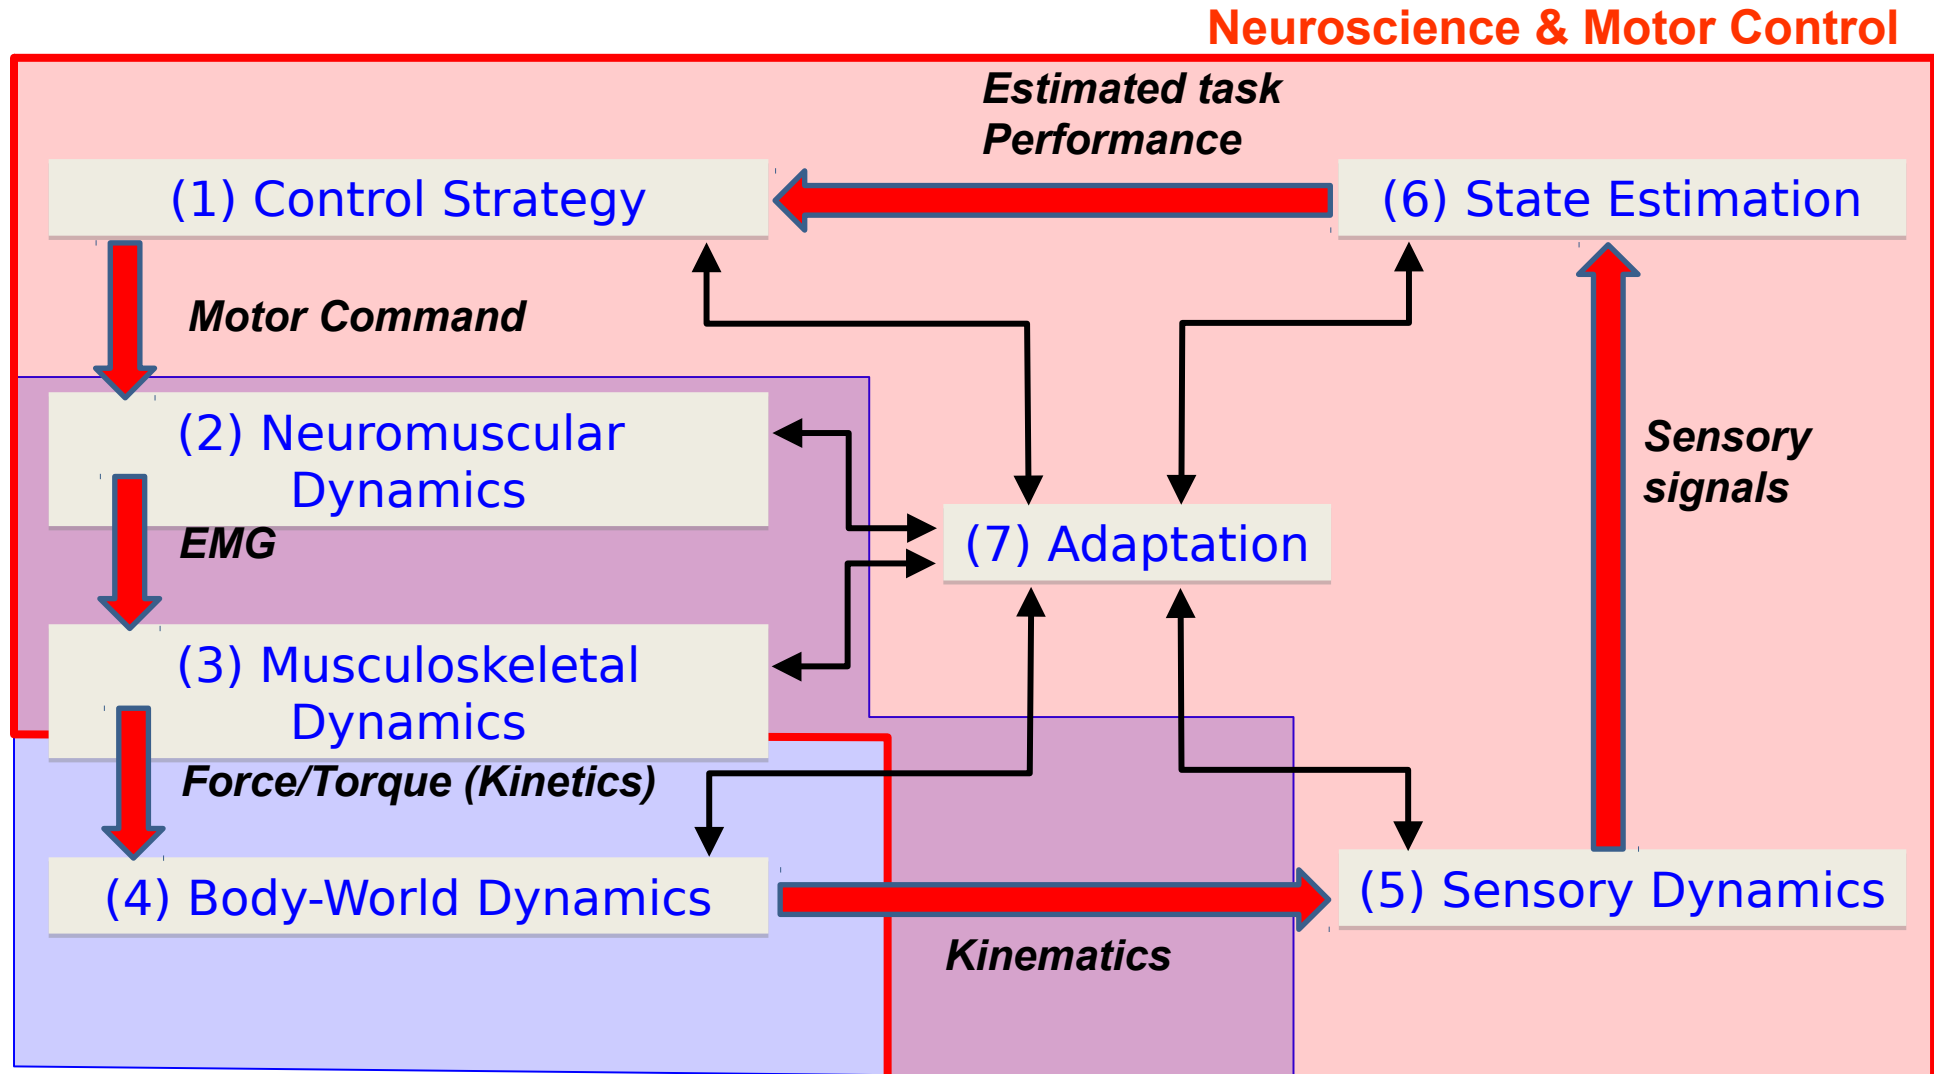 Neuroscience & Motor Control
Estimated task
Performance
(1) Control Strategy
(6) State Estimation
Motor Command
(2) Neuromuscular
Dynamics
Sensory
signals
EMG
(7) Adaptation
(3) Musculoskeletal
Dynamics
Force/Torque (Kinetics)
(4) Body-World Dynamics
(5) Sensory Dynamics
Kinematics